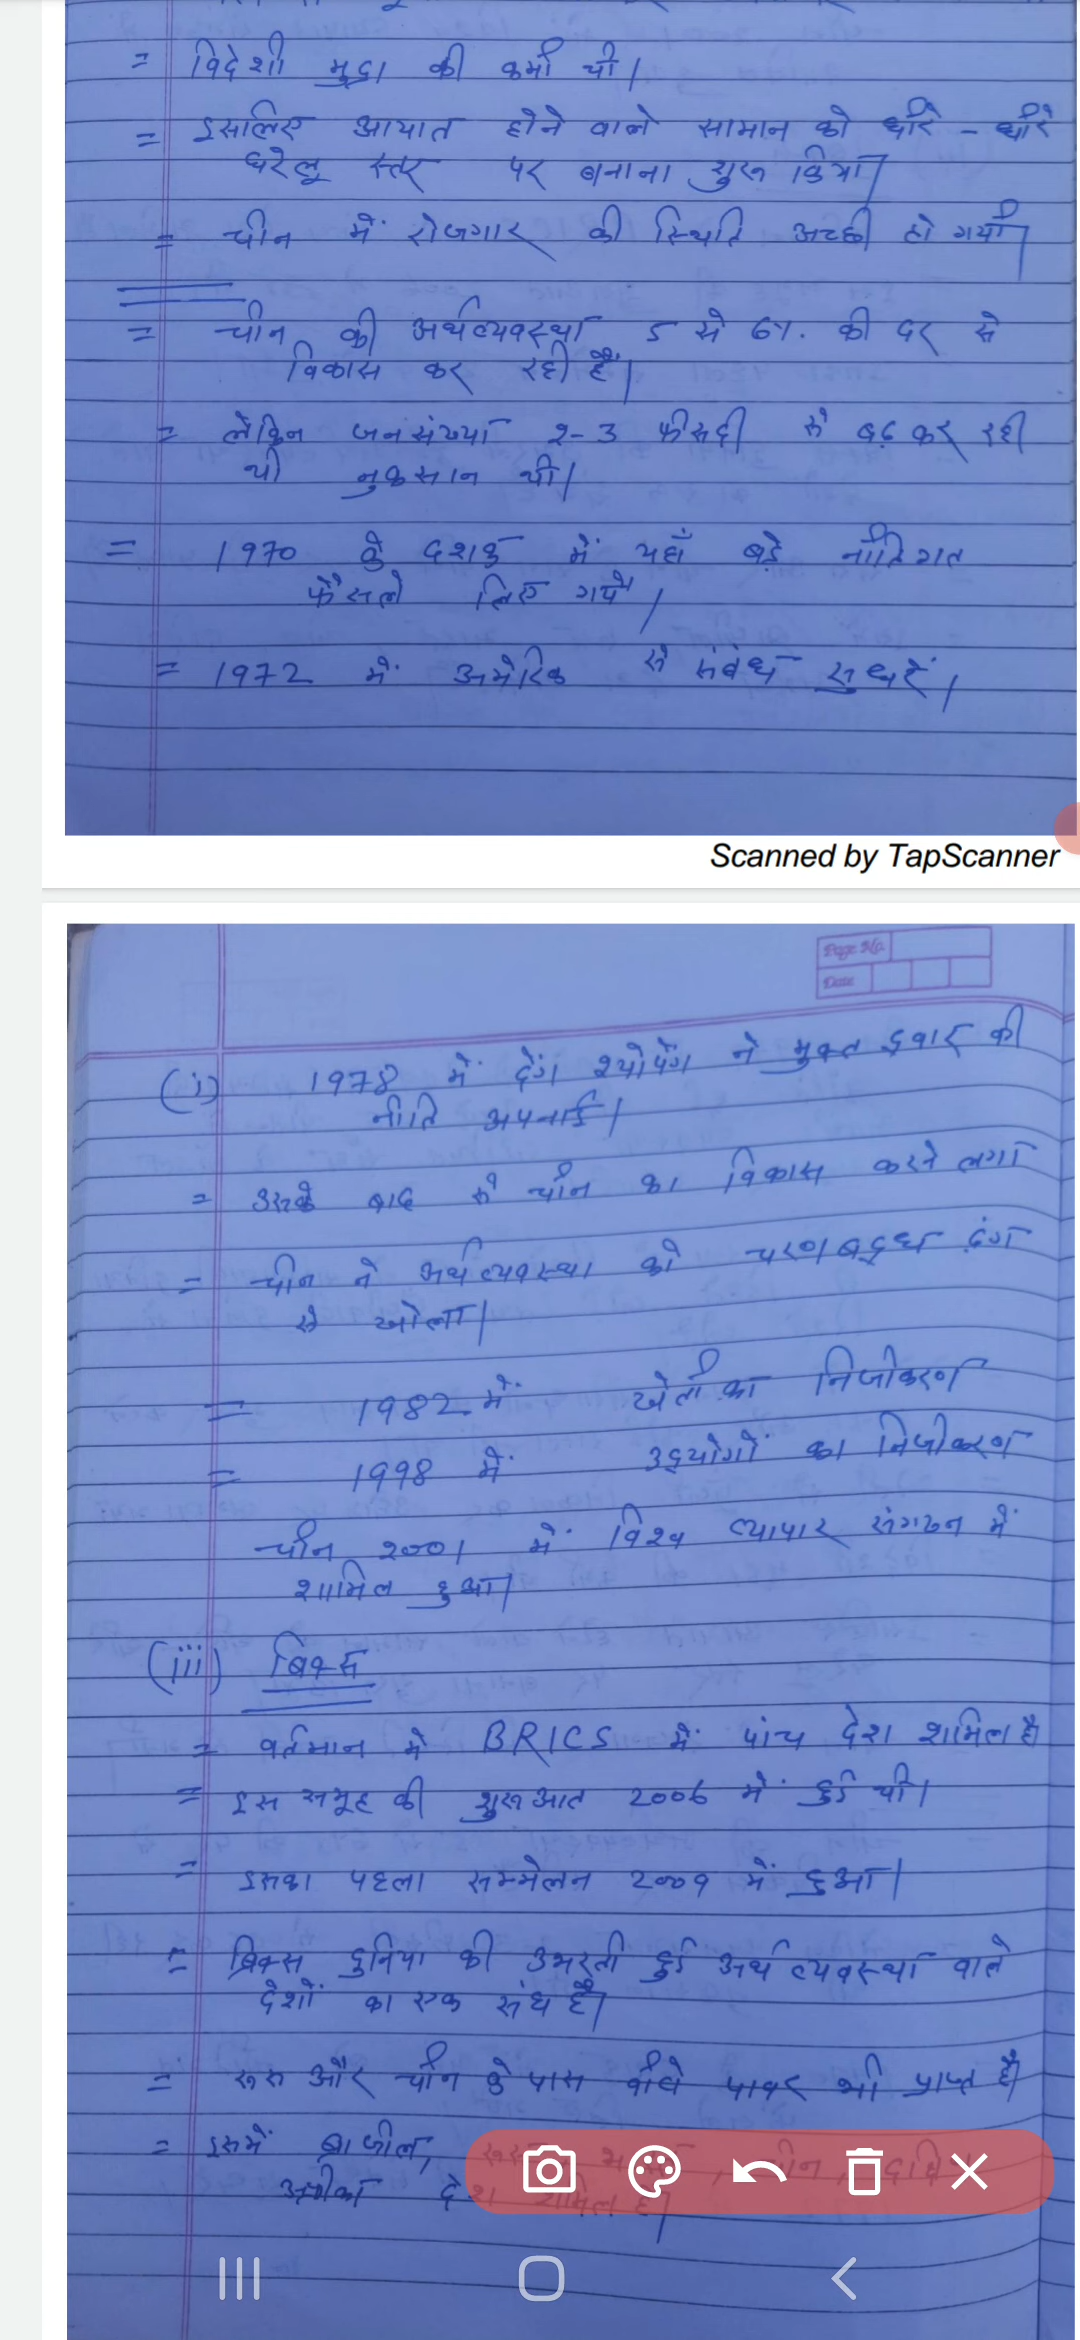 = विदेशी मुद्रा की कमी थी।
= इसलिए आयात होने वाले सामान को धीरे - धीरे
घरेलू स्तर पर बनाना शुरू किया।
= चीन में रोजगार की स्थिति अच्छी हो गयी।
= चीन की अर्थव्यवस्था 5 से 6%. की दर से
विकास कर रही है।
= लेकिन जनसंख्या 2-3 फीसदी से बढ़ कर रही
थी नुकसान थी।
= 1970 के दशक में यहाँ बड़े नीतिगत
फैसले लिए गये।
= 1972 में अमेरिक से संबंध सुधरें।
Scanned by TapScanner
Page No.
Date
(i) 1978 में देंग श्योपेंग ने मुक्त द्वार की
नीति अपनाई।
= उसके बाद से चीन का विकास करने लगा
= चीन ने अर्थव्यवस्था को चरणबद्ध ढंग
से खोला।
= 1982 में खेती का निजीकरण
= 1998 में उद्योगों का निजीकरण
चीन 2001 में विश्व व्यापार संगठन में
शामिल हुआ।
(iii) ब्रिक्स
= वर्तमान में BRICS में पांच देश शामिल है
= इस समूह की शुरूआत 2006 में हुई थी।
= इसका पहला सम्मेलन 2009 में हुआ।
= ब्रिक्स दुनिया की उभरती हुई अर्थव्यवस्था वाले
देशों का एक संघ है।
= रूस और चीन के पास वीटो पावर भी प्राप्त है
= इसमें ब्राजील, रूस, चीन,
अफ्रीका देश शामिल है।